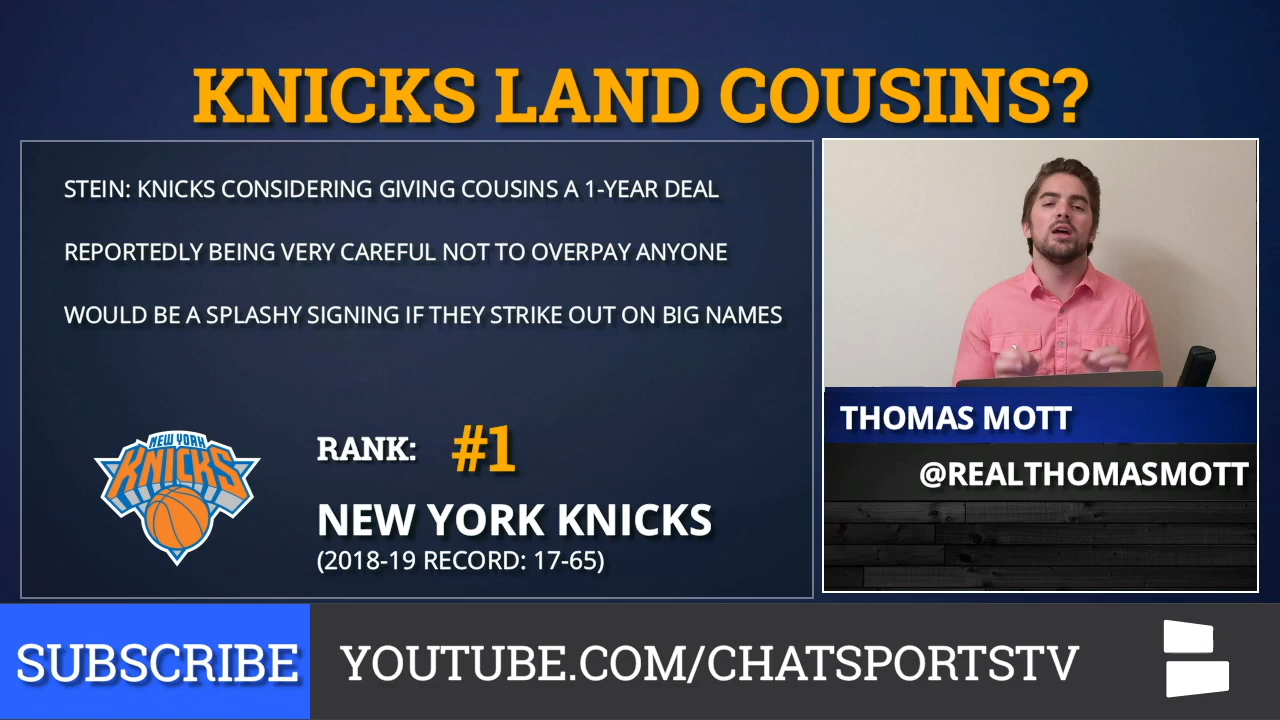 KNICKS LAND COUSINS?
STEIN: KNICKS CONSIDERING GIVING COUSINS A 1-YEAR DEAL
REPORTEDLY BEING VERY CAREFUL NOT TO OVERPAY ANYONE
WOULD BE A SPLASHY SIGNING IF THEY STRIKE OUT ON BIG NAMES
NEW YORK
KNICKS
RANK: #1
NEW YORK KNICKS
(2018-19 RECORD: 17-65)
THOMAS MOTT
@REALTHOMASMOTT
SUBSCRIBE YOUTUBE.COM/CHATSPORTSTV